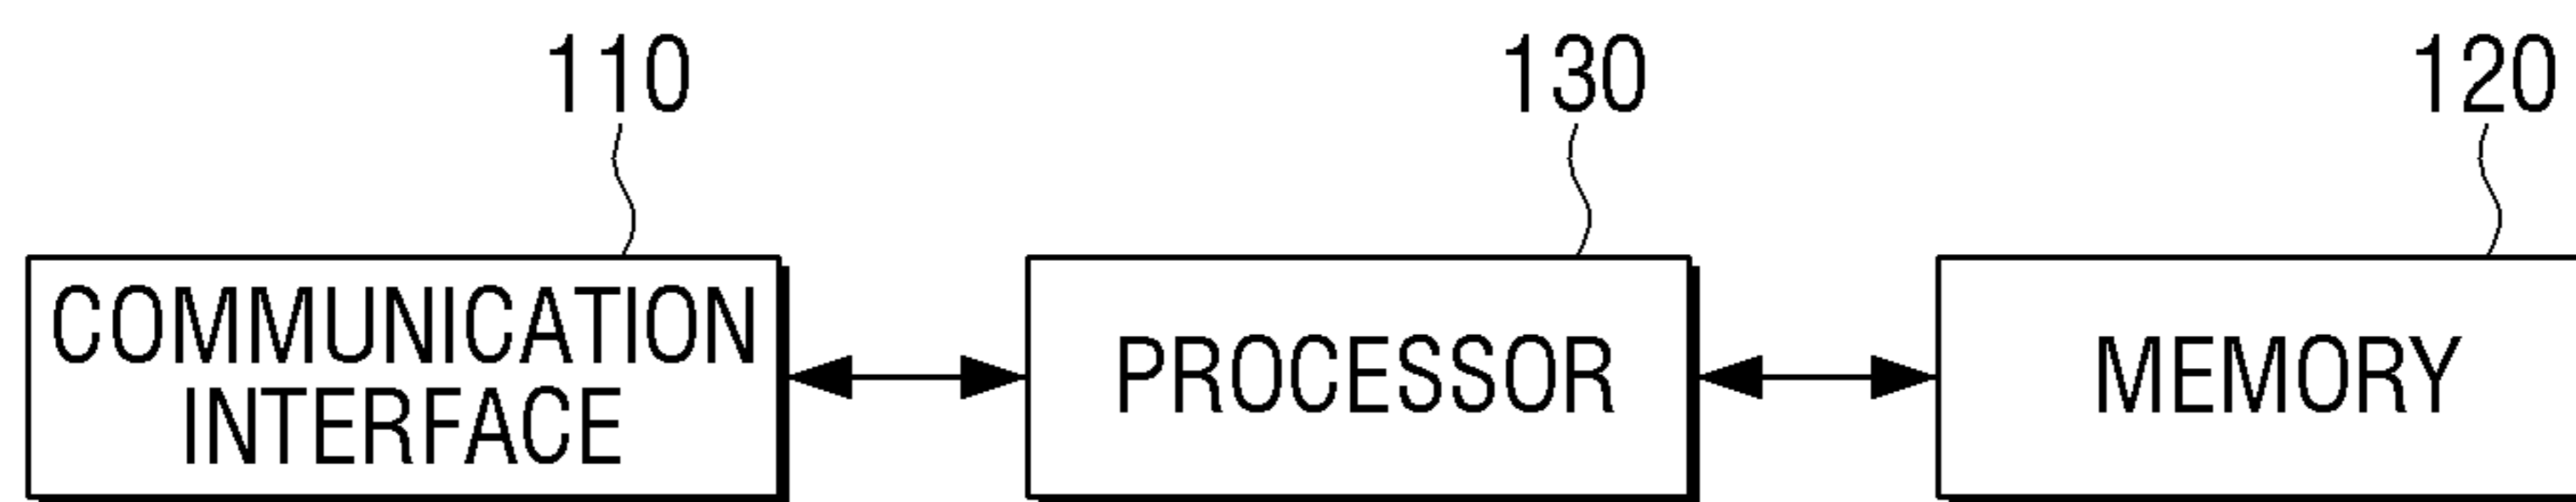 110
130
120
COMMUNICATION
INTERFACE
PROCESSOR
MEMORY